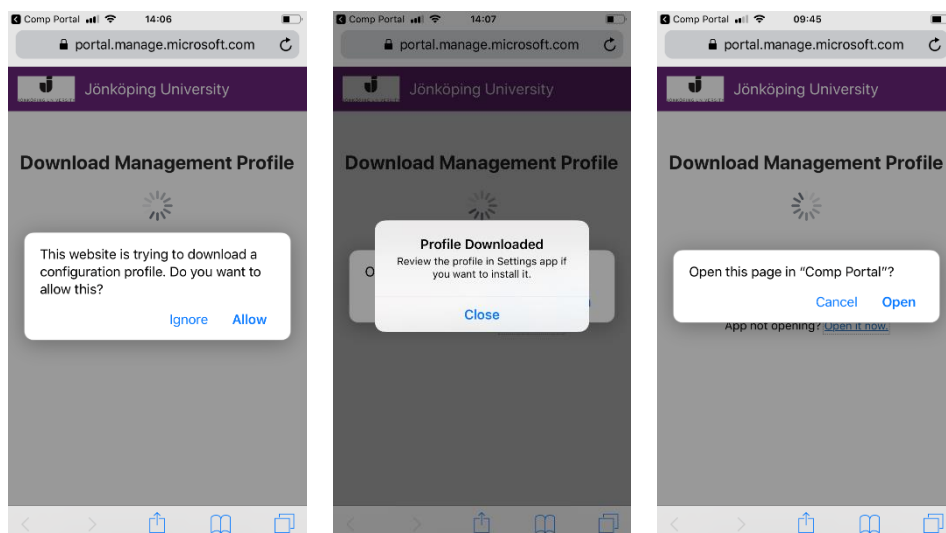 Comp Portal 14:06
portal.manage.microsoft.com
Jönköping University
Download Management Profile
This website is trying to download a
configuration profile. Do you want to
allow this?
Ignore Allow
Comp Portal 14:07
portal.manage.microsoft.com
Jönköping University
Download Management Profile
O
Profile Downloaded
Review the profile in Settings app if
you want to install it.
Close
Comp Portal 09:45
portal.manage.microsoft.com
Jönköping University
Download Management Profile
Open this page in “Comp Portal”?
Cancel Open
App not opening? Open it now.